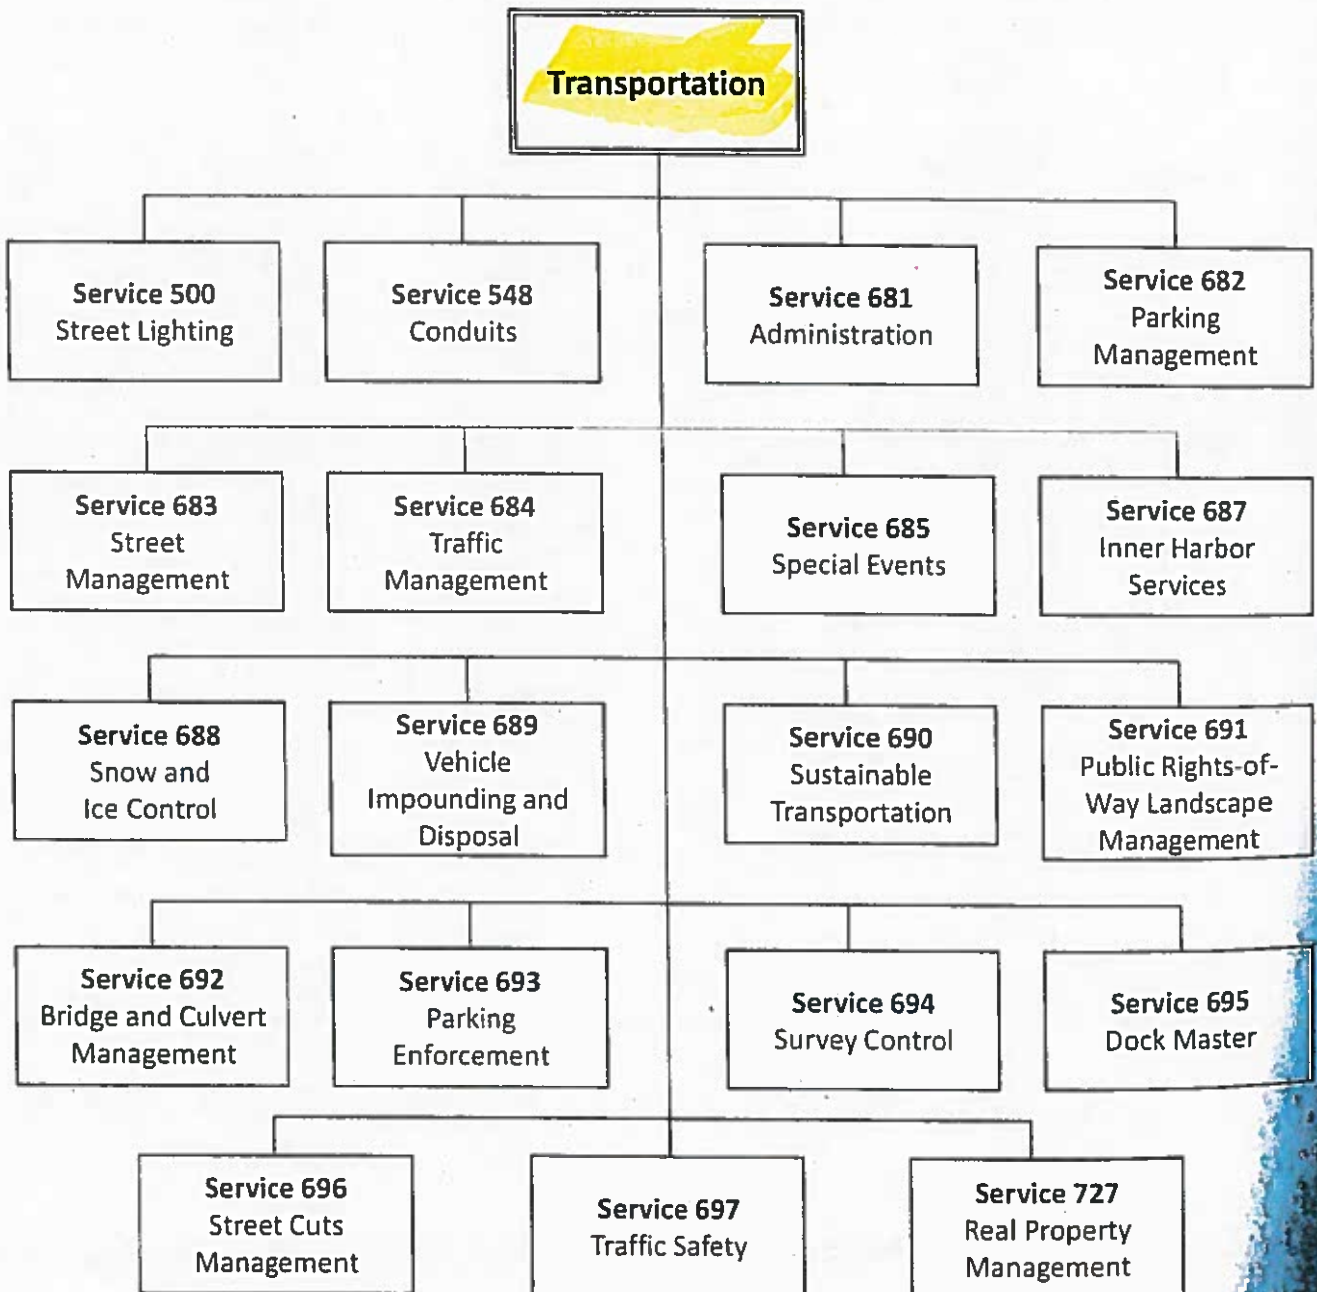 Transportation
Service 500
Street Lighting
Service 548
Conduits
Service 681
Administration
Service 682
Parking
Management
Service 683
Street
Management
Service 684
Traffic
Management
Service 685
Special Events
Service 687
Inner Harbor
Services
Service 688
Snow and
Ice Control
Service 689
Vehicle
Impounding and
Disposal
Service 690
Sustainable
Transportation
Service 691
Public Rights-of-
Way Landscape
Management
Service 692
Bridge and Culvert
Management
Service 693
Parking
Enforcement
Service 694
Survey Control
Service 695
Dock Master
Service 696
Street Cuts
Management
Service 697
Traffic Safety
Service 727
Real Property
Management